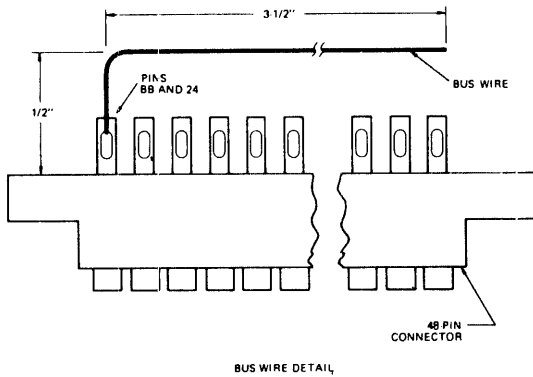 3-1/2"
PINS
BB AND 24
BUS WIRE
1/2"
48-PIN
CONNECTOR
BUS WIRE DETAIL